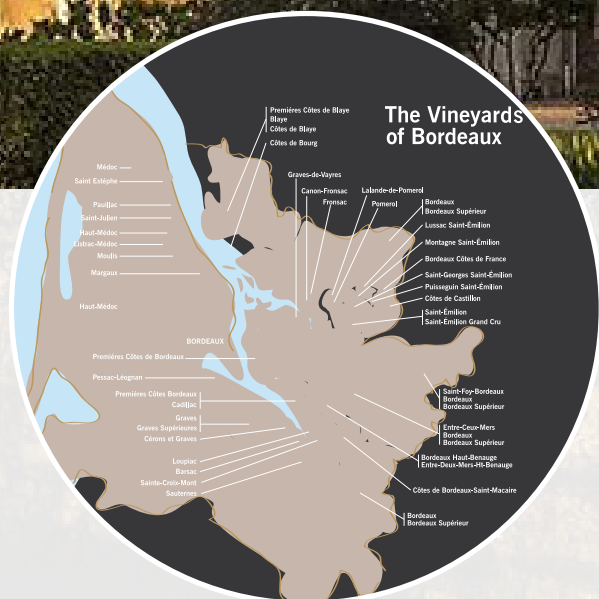 The Vineyards
of Bordeaux
Premiéres Côtes de Blaye
Blaye
Côtes de Blaye
Côtes de Bourg
Graves-de-Vayres
Canon-Fronsac
Fronsac
Lalande-de-Pomerol
Pomerol
Bordeaux
Bordeaux Supérieur
Lussac Saint-Émilion
Montagne Saint-Émilion
Bordeaux Côtes de France
Saint-Georges Saint-Émilion
Puisseguin Saint-Émilion
Côtes de Castillon
Saint-Émilion
Saint-Émilion Grand Cru
Médoc
Saint Estéphe
Pauillac
Saint-Julien
Haut-Médoc
Listrac-Médoc
Moulis
Margaux
Haut-Médoc
BORDEAUX
Premières Côtes de Bordeaux
Pessac-Léognan
Premières Côtes Bordeaux
Cadillac
Graves
Graves Supérieures
Cérons et Graves
Loupiac
Barsac
Sainte-Croix-Mont
Sauternes
Saint-Foy-Bordeaux
Bordeaux
Bordeaux Supérieur
Entre-Ceux-Mers
Bordeaux
Bordeaux Supérieur
Bordeaux Haut-Benauge
Entre-Deux-Mers-Ht-Benauge
Côtes de Bordeaux-Saint-Macaire
Bordeaux
Bordeaux Supérieur